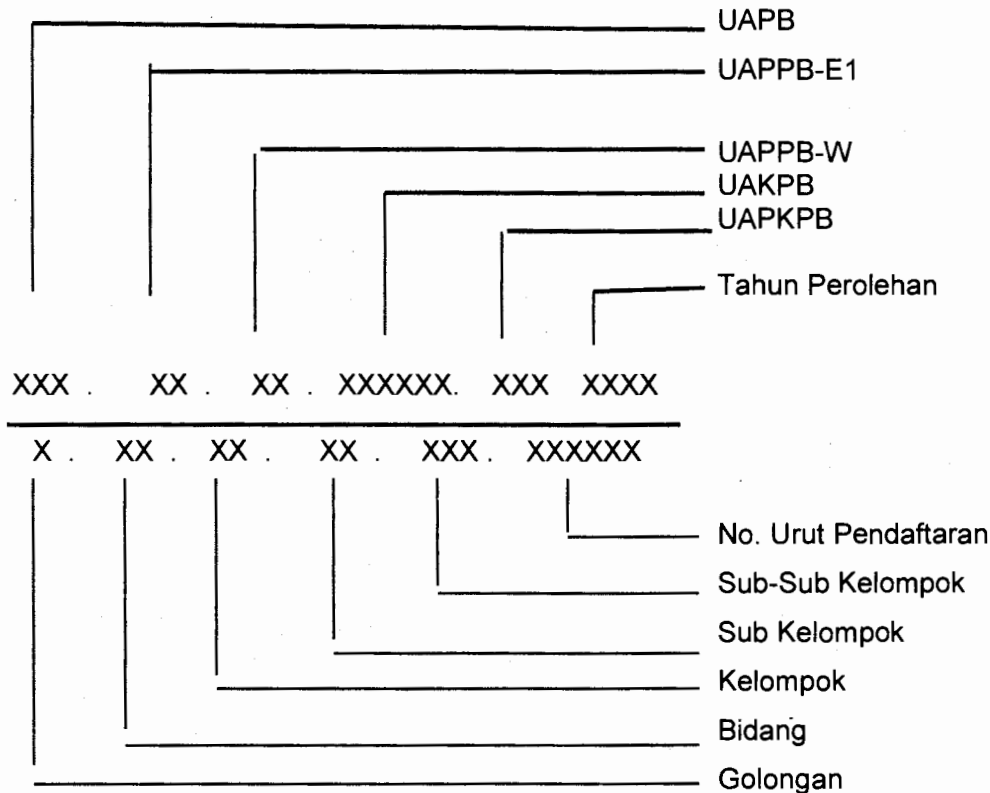 UAPB
UAPPB-E1
UAPPB-W
UAKPB
UAPKPB
Tahun Perolehan
XXX . XX . XX . XXXXXX. XXX XXXX
X . XX . XX . XX . XXX . XXXXXX
No. Urut Pendaftaran
Sub-Sub Kelompok
Sub Kelompok
Kelompok
Bidang
Golongan